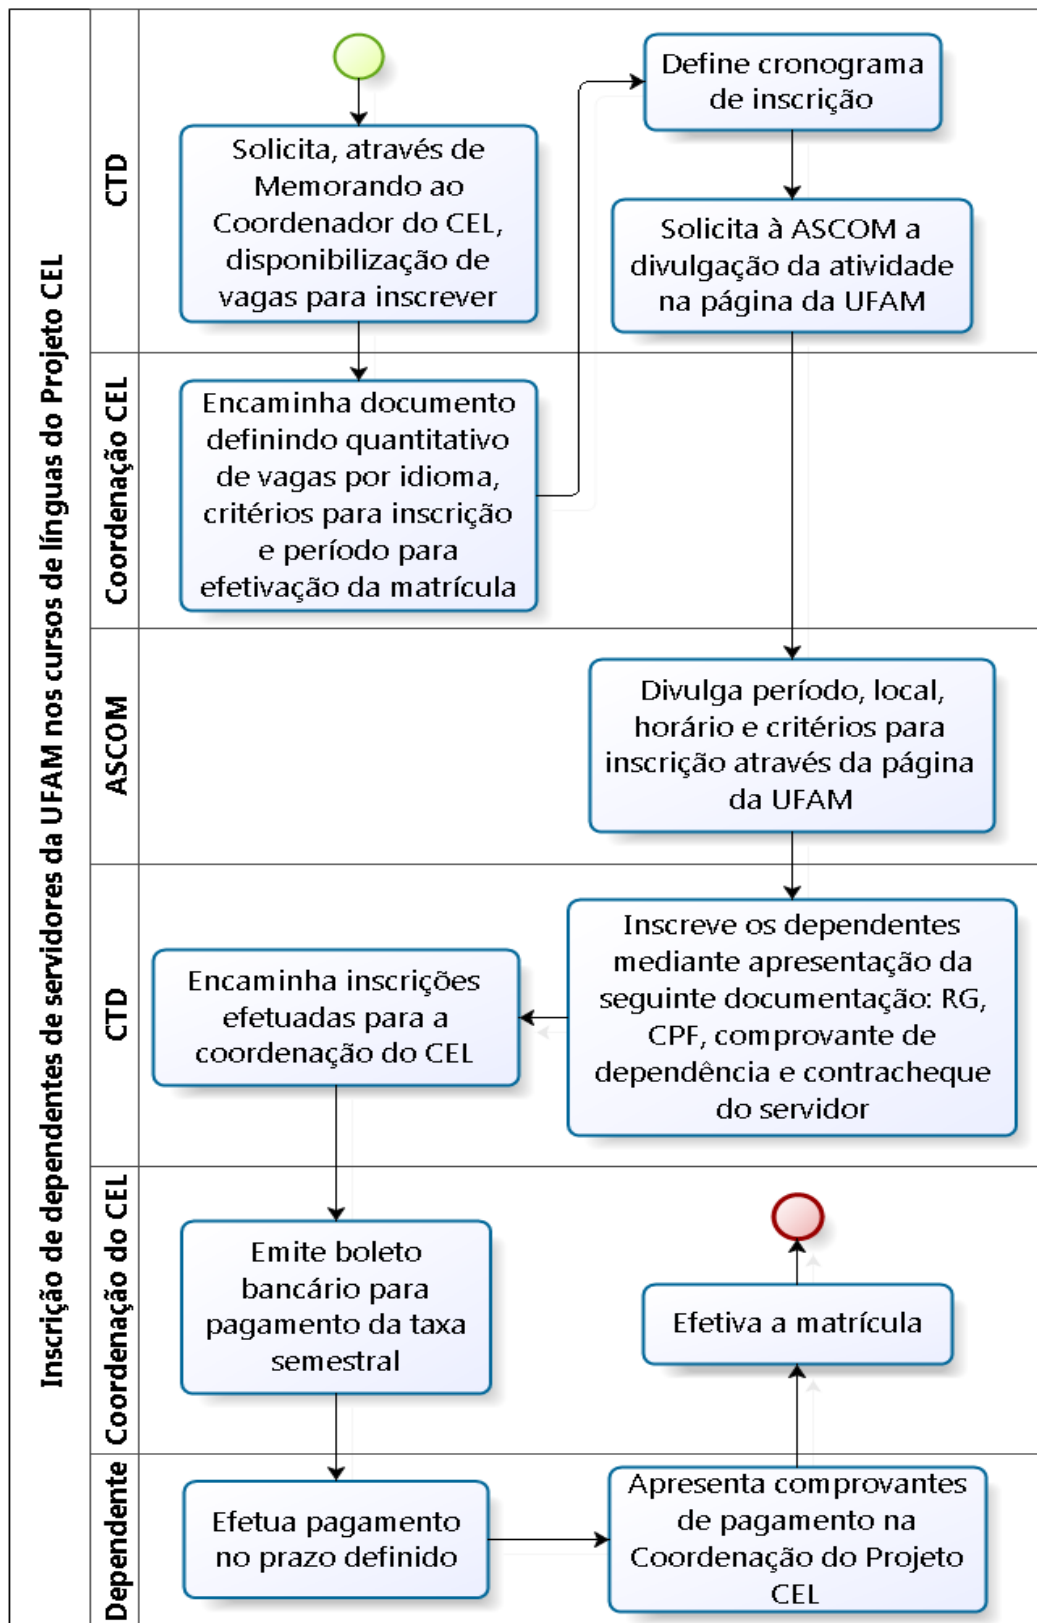 Inscrição de dependentes de servidores da UFAM nos cursos de línguas do Projeto CEL
CTD
Solicita, através de
Memorando ao
Coordenador do CEL,
disponibilização de
vagas para inscrever
Define cronograma
de inscrição
Solicita à ASCOM a
divulgação da atividade
na página da UFAM
Coordenação CEL
Encaminha documento
definindo quantitativo
de vagas por idioma,
critérios para inscrição
e período para
efetivação da matrícula
ASCOM
Divulga período, local,
horário e critérios para
inscrição através da página
da UFAM
CTD
Inscreve os dependentes
mediante apresentação da
seguinte documentação: RG,
CPF, comprovante de
dependência e contracheque
do servidor
Encaminha inscrições
efetuadas para a
coordenação do CEL
Coordenação do CEL
Emite boleto
bancário para
pagamento da taxa
semestral
Efetiva a matrícula
Dependente
Efetua pagamento
no prazo definido
Apresenta comprovantes
de pagamento na
Coordenação do Projeto
CEL